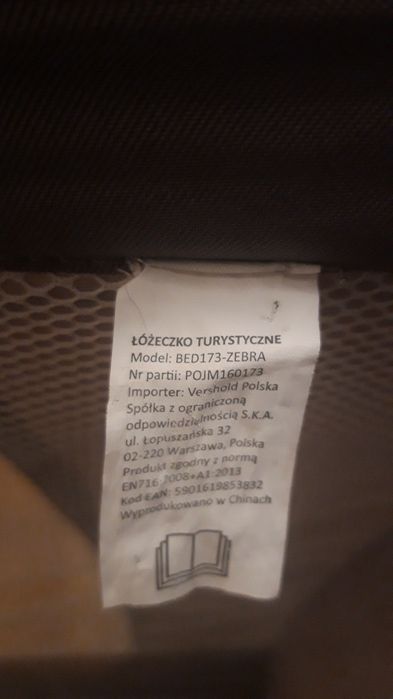 ŁÓŻECZKO TURYSTYCZNE
Model: BED173-ZEBRA
Nr partii: POJM160173
Importer: Vershold Polska
Spółka z ograniczoną
odpowiedzialnością S.K.A.
ul. Łopuszańska 32
02-220 Warszawa, Polska
Produkt zgodny z normą
EN716:2008+A1:2013
Kod EAN: 5901619853832
Wyprodukowano w Chinach